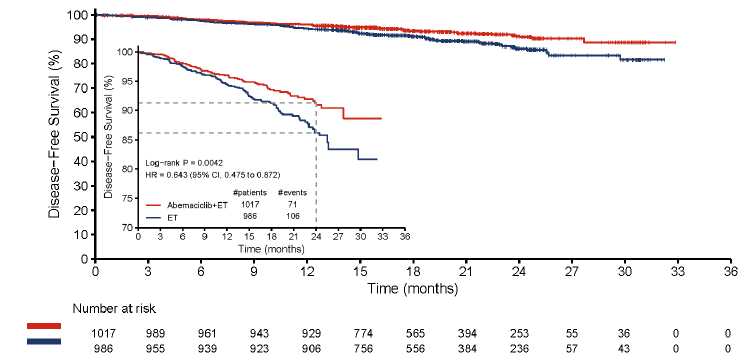 Disease-Free Survival (%)
100
90
80
70
60
50
40
30
20
10
0
0 3 6 9 12 15 18 21 24 27 30 33 36
Time (months)
Disease-Free Survival (%)
100
95
90
85
80
75
70
Log-rank P = 0.0042
HR = 0.643 (95% CI, 0.475 to 0.872)
#patients #events
Abemaciclib+ET 1017 71
ET 986 106
0 3 6 9 12 15 18 21 24 27 30 33 36
Time (months)
Number at risk
1017 989 961 943 929 774 565 394 253 55 36 0 0
986 955 939 923 906 756 556 384 236 57 43 0 0